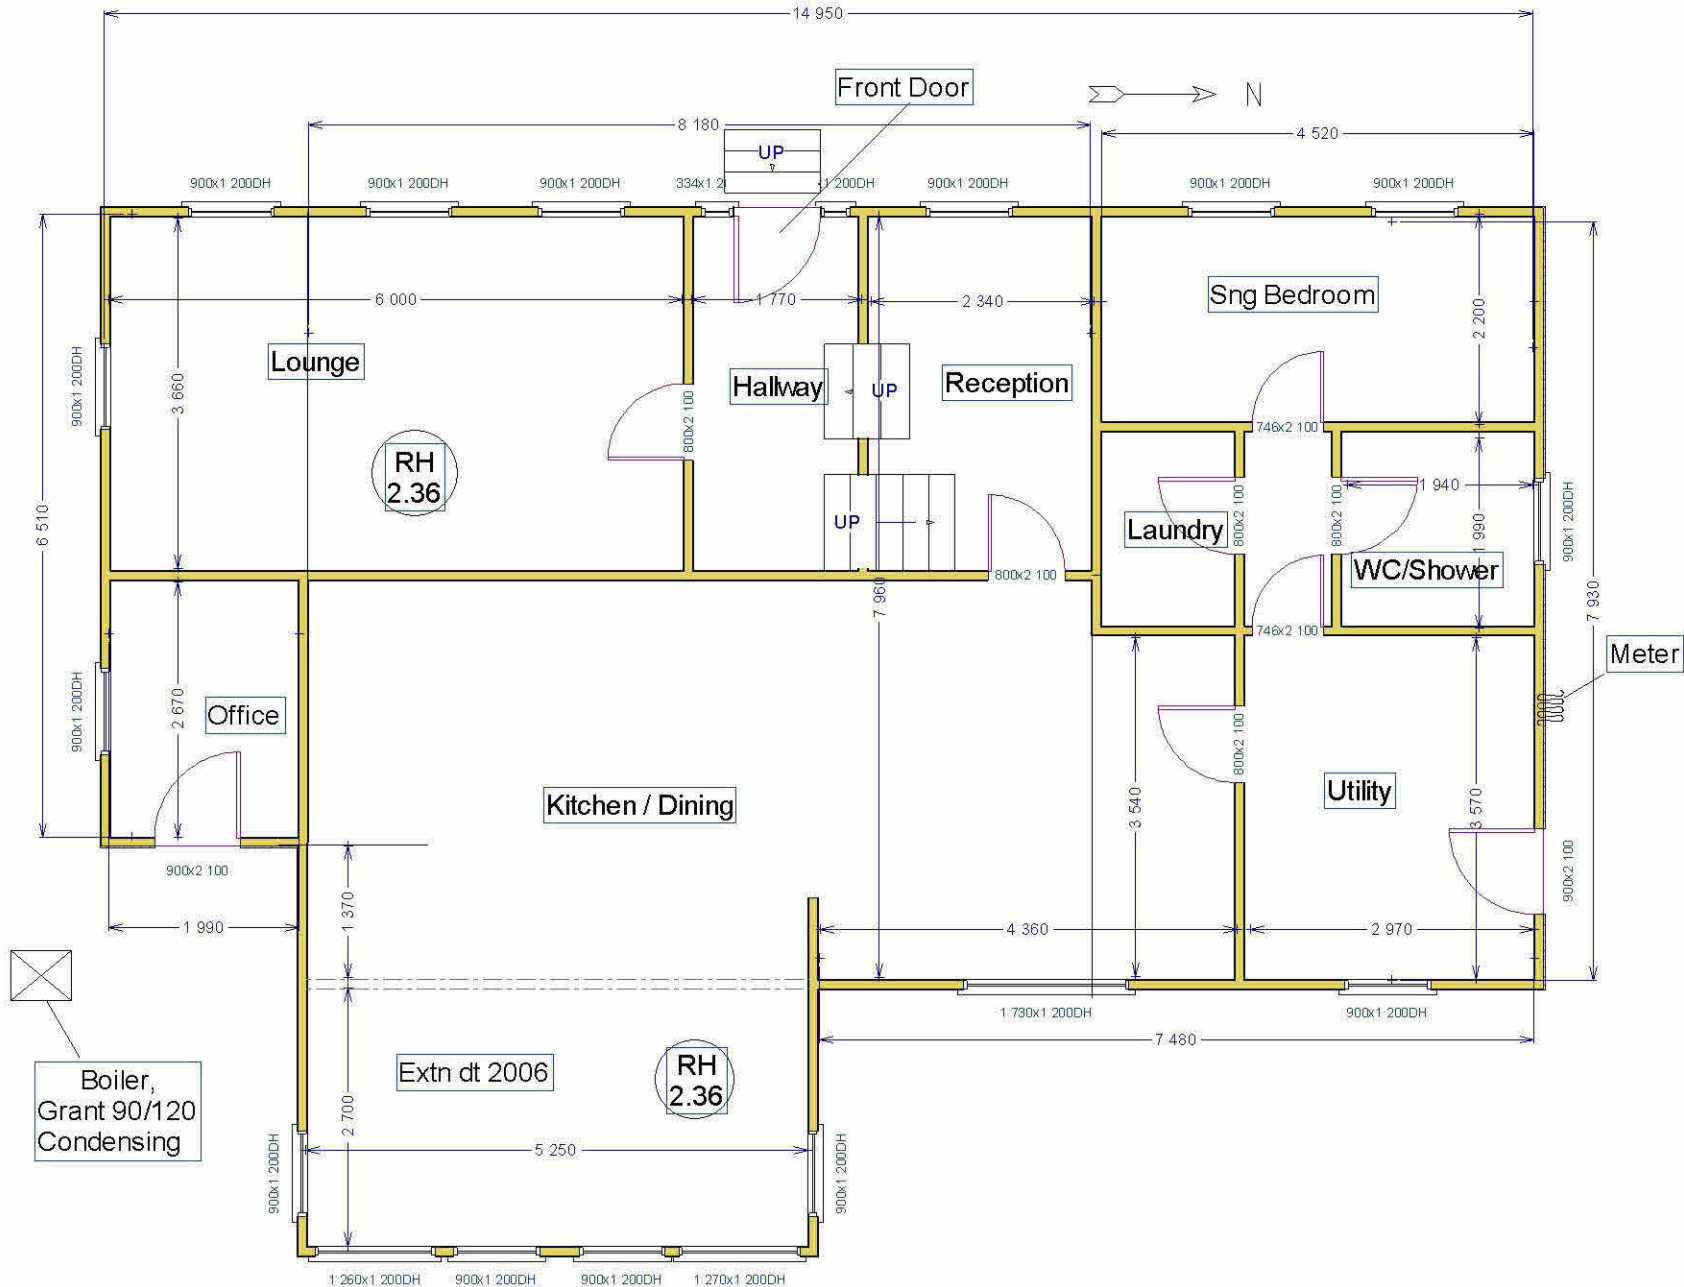 14 950
Front Door
N
8 180
4 520
UP
900x1 200DH
900x1 200DH
900x1 200DH
334x1 2
1 200DH
900x1 200DH
900x1 200DH
900x1 200DH
6 000
1 770
2 340
Sng Bedroom
2 200
Lounge
900x1 200DH
3 660
Hallway
UP
Reception
800x2 100
746x2 100
RH
2.36
6 510
1 940
Laundry
800x2 100
800x2 100
1 990
900x1 200DH
UP
WC/Shower
800x2 100
7 960
7 930
746x2 100
Meter
900x1 200DH
2 670
Office
800x2 100
Kitchen / Dining
3 540
Utility
3 570
900x2 100
900x2 100
1 370
1 990
4 360
2 970
1 730x1 200DH
900x1 200DH
7 480
Boiler,
Grant 90/120
Condensing
Extn dt 2006
RH
2.36
2 700
5 250
900x1 200DH
900x1 200DH
1 260x1 200DH
900x1 200DH
900x1 200DH
1 270x1 200DH